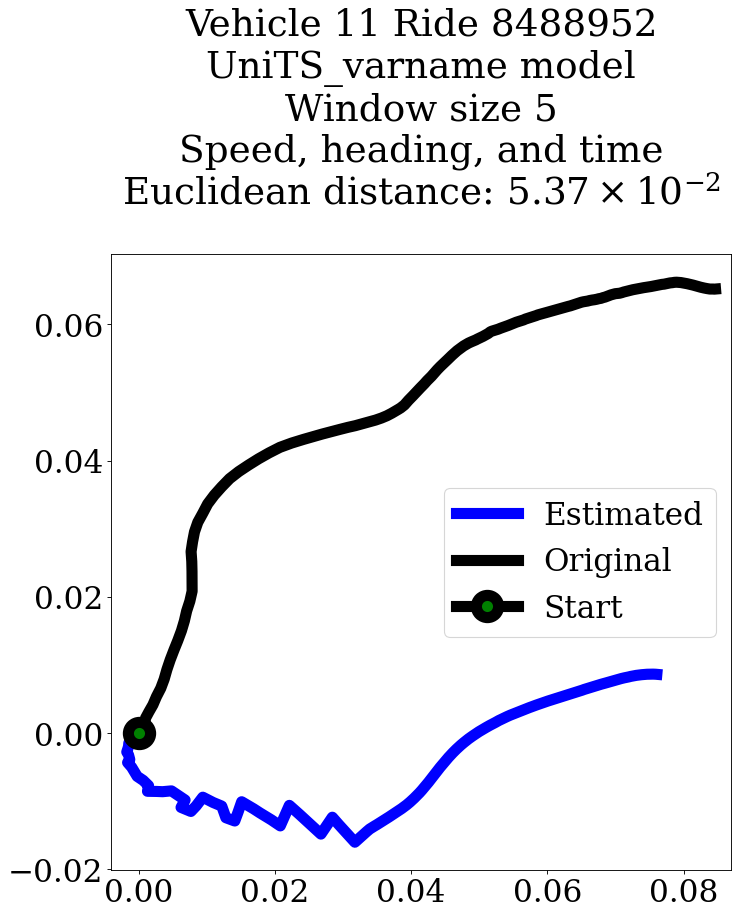 Vehicle 11 Ride 8488952
UniTS_varname model
Window size 5
Speed, heading, and time
Euclidean distance: 5.37 × 10⁻²
0.06
0.04
0.02
0.00
−0.02
Estimated
Original
Start
0.00 0.02 0.04 0.06 0.08